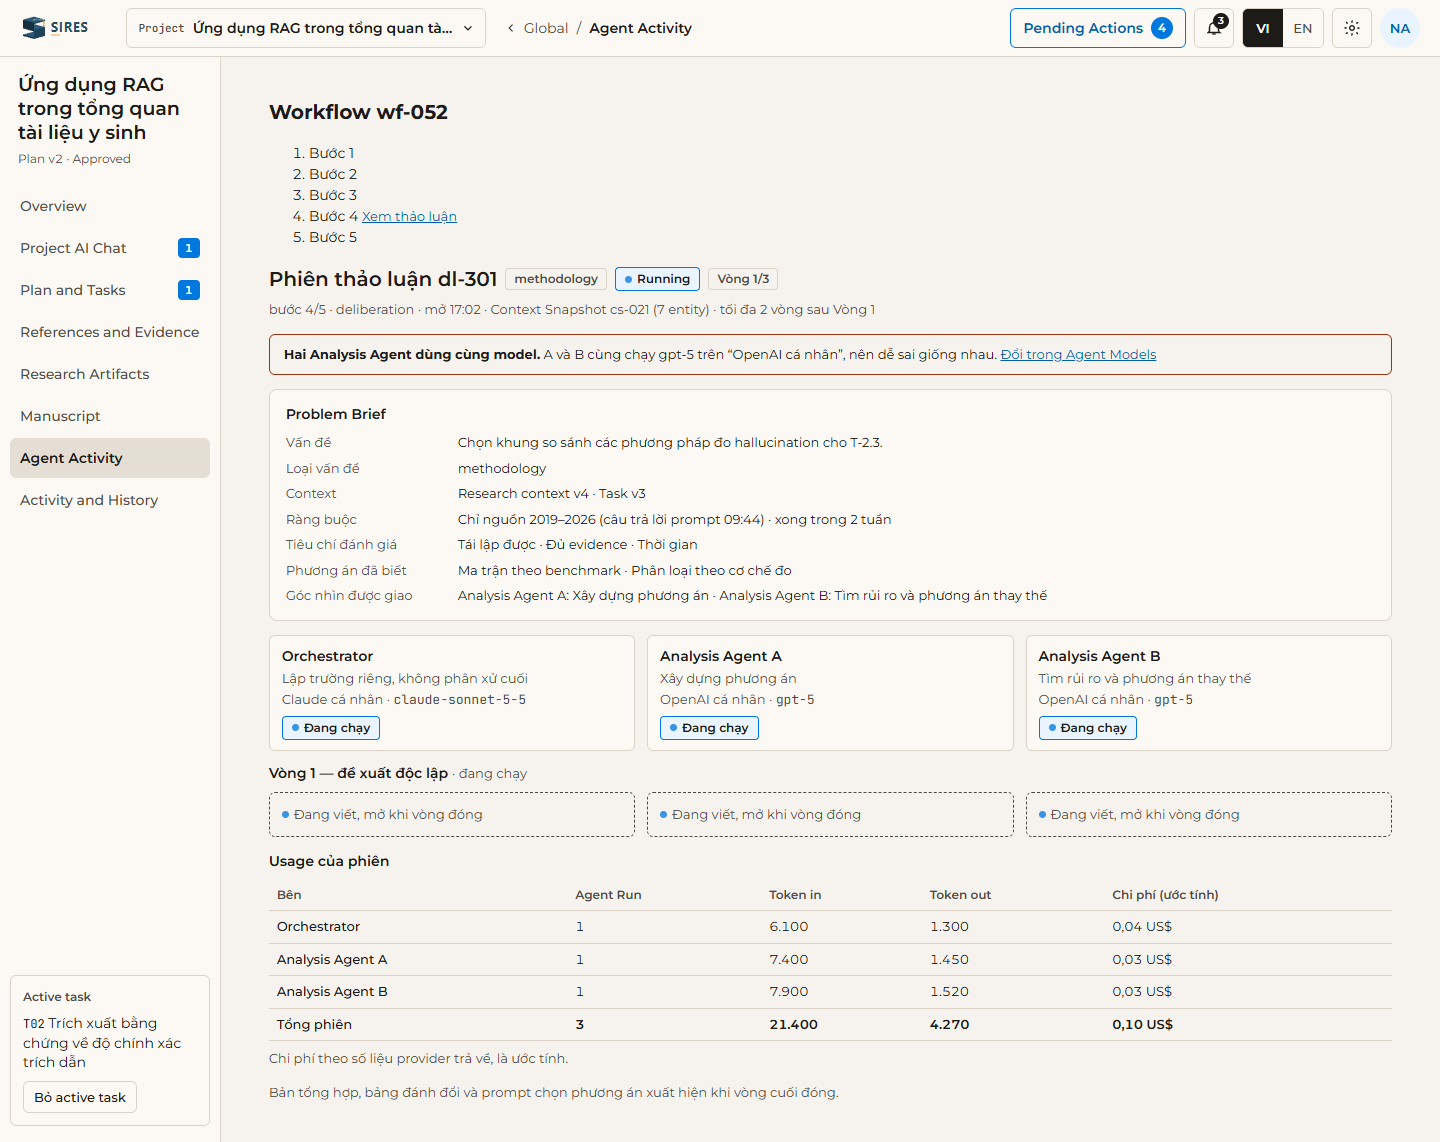 SIRES
Project Ứng dụng RAG trong tổng quan tà...
Global / Agent Activity
Pending Actions 4
3
VI EN
NA
Ứng dụng RAG
trong tổng quan
tài liệu y sinh
Plan v2 · Approved
Overview
Project AI Chat 1
Plan and Tasks 1
References and Evidence
Research Artifacts
Manuscript
Agent Activity
Activity and History
Active task
T02 Trích xuất bằng
chứng về độ chính xác
trích dẫn
Bỏ active task
Workflow wf-052
1. Bước 1
2. Bước 2
3. Bước 3
4. Bước 4 Xem thảo luận
5. Bước 5
Phiên thảo luận dl-301 methodology Running Vòng 1/3
bước 4/5 · deliberation · mở 17:02 · Context Snapshot cs-021 (7 entity) · tối đa 2 vòng sau Vòng 1
Hai Analysis Agent dùng cùng model. A và B cùng chạy gpt-5 trên “OpenAI cá nhân”, nên dễ sai giống nhau. Đổi trong Agent Models
Problem Brief
Vấn đề Chọn khung so sánh các phương pháp đo hallucination cho T-2.3.
Loại vấn đề methodology
Context Research context v4 · Task v3
Ràng buộc Chỉ nguồn 2019–2026 (câu trả lời prompt 09:44) · xong trong 2 tuần
Tiêu chí đánh giá Tái lập được · Đủ evidence · Thời gian
Phương án đã biết Ma trận theo benchmark · Phân loại theo cơ chế đo
Góc nhìn được giao Analysis Agent A: Xây dựng phương án · Analysis Agent B: Tìm rủi ro và phương án thay thế
Orchestrator
Lập trường riêng, không phân xử cuối
Claude cá nhân · claude-sonnet-5-5
Đang chạy
Analysis Agent A
Xây dựng phương án
OpenAI cá nhân · gpt-5
Đang chạy
Analysis Agent B
Tìm rủi ro và phương án thay thế
OpenAI cá nhân · gpt-5
Đang chạy
Vòng 1 — đề xuất độc lập · đang chạy
Đang viết, mở khi vòng đóng
Đang viết, mở khi vòng đóng
Đang viết, mở khi vòng đóng
Usage của phiên
Bên Agent Run Token in Token out Chi phí (ước tính)
Orchestrator 1 6.100 1.300 0,04 US$
Analysis Agent A 1 7.400 1.450 0,03 US$
Analysis Agent B 1 7.900 1.520 0,03 US$
Tổng phiên 3 21.400 4.270 0,10 US$
Chi phí theo số liệu provider trả về, là ước tính.
Bản tổng hợp, bảng đánh đổi và prompt chọn phương án xuất hiện khi vòng cuối đóng.